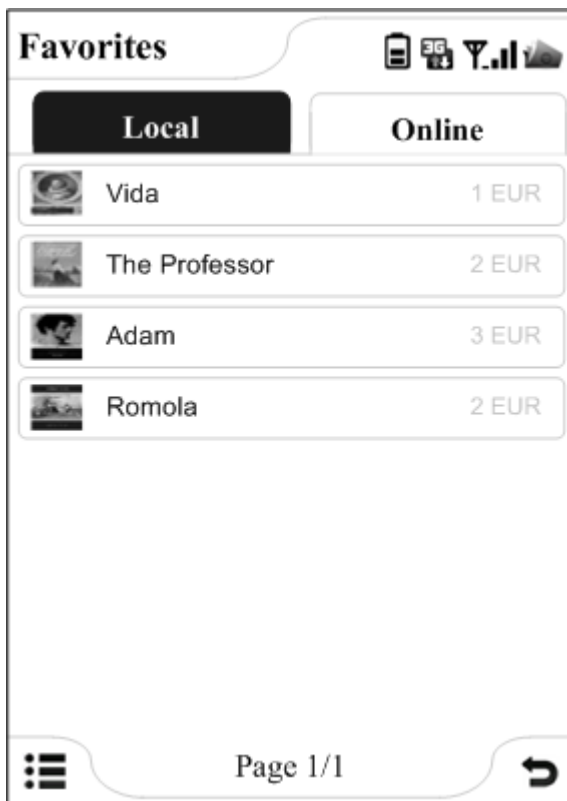 Favorites
3G
Local
Online
Vida
1 EUR
The Professor
2 EUR
Adam
3 EUR
Romola
2 EUR
Page 1/1